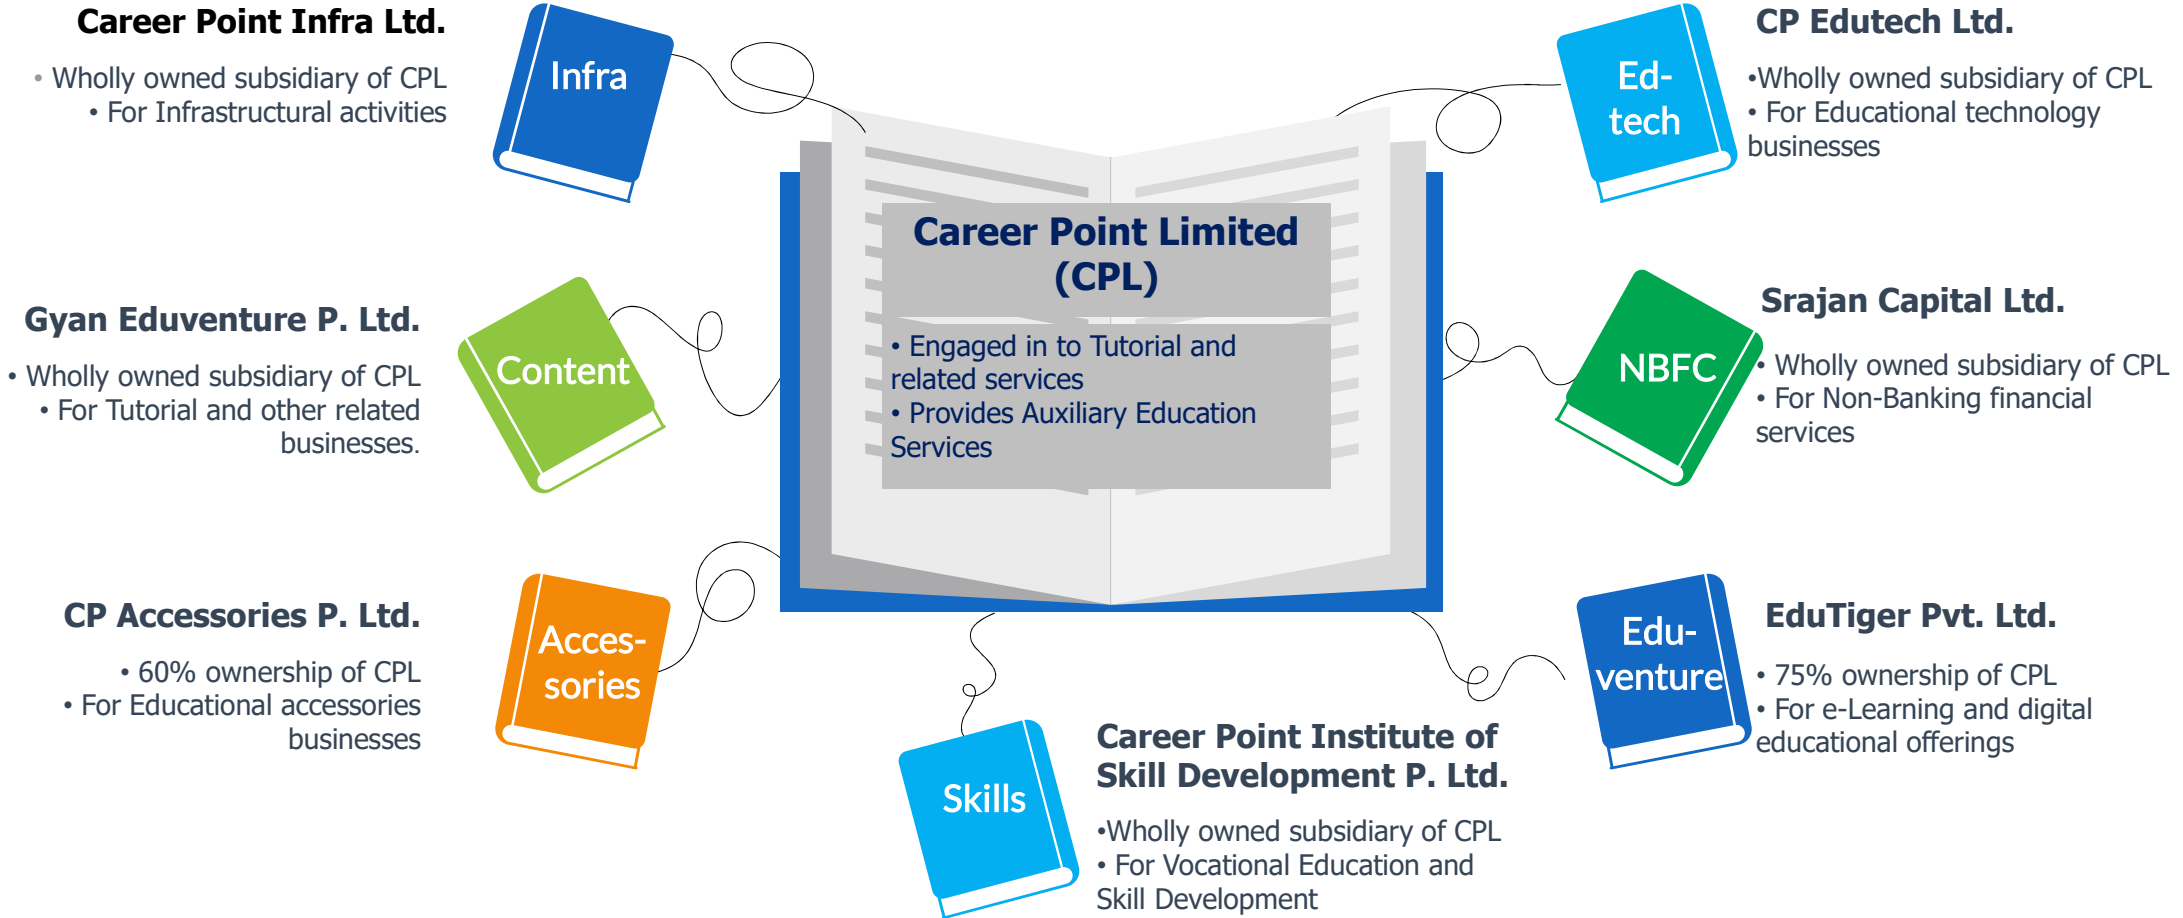 Career Point Infra Ltd.
• Wholly owned subsidiary of CPL
• For Infrastructural activities
Infra
Gyan Eduventure P. Ltd.
• Wholly owned subsidiary of CPL
• For Tutorial and other related
businesses.
Content
CP Accessories P. Ltd.
• 60% ownership of CPL
• For Educational accessories
businesses
Acces-
sories
Career Point Limited
(CPL)
• Engaged in to Tutorial and
related services
• Provides Auxiliary Education
Services
Skills
Career Point Institute of
Skill Development P. Ltd.
•Wholly owned subsidiary of CPL
• For Vocational Education and
Skill Development
Ed-
tech
CP Edutech Ltd.
•Wholly owned subsidiary of CPL
• For Educational technology
businesses
NBFC
Srajan Capital Ltd.
• Wholly owned subsidiary of CPL
• For Non-Banking financial
services
Edu-
venture
EduTiger Pvt. Ltd.
• 75% ownership of CPL
• For e-Learning and digital
educational offerings